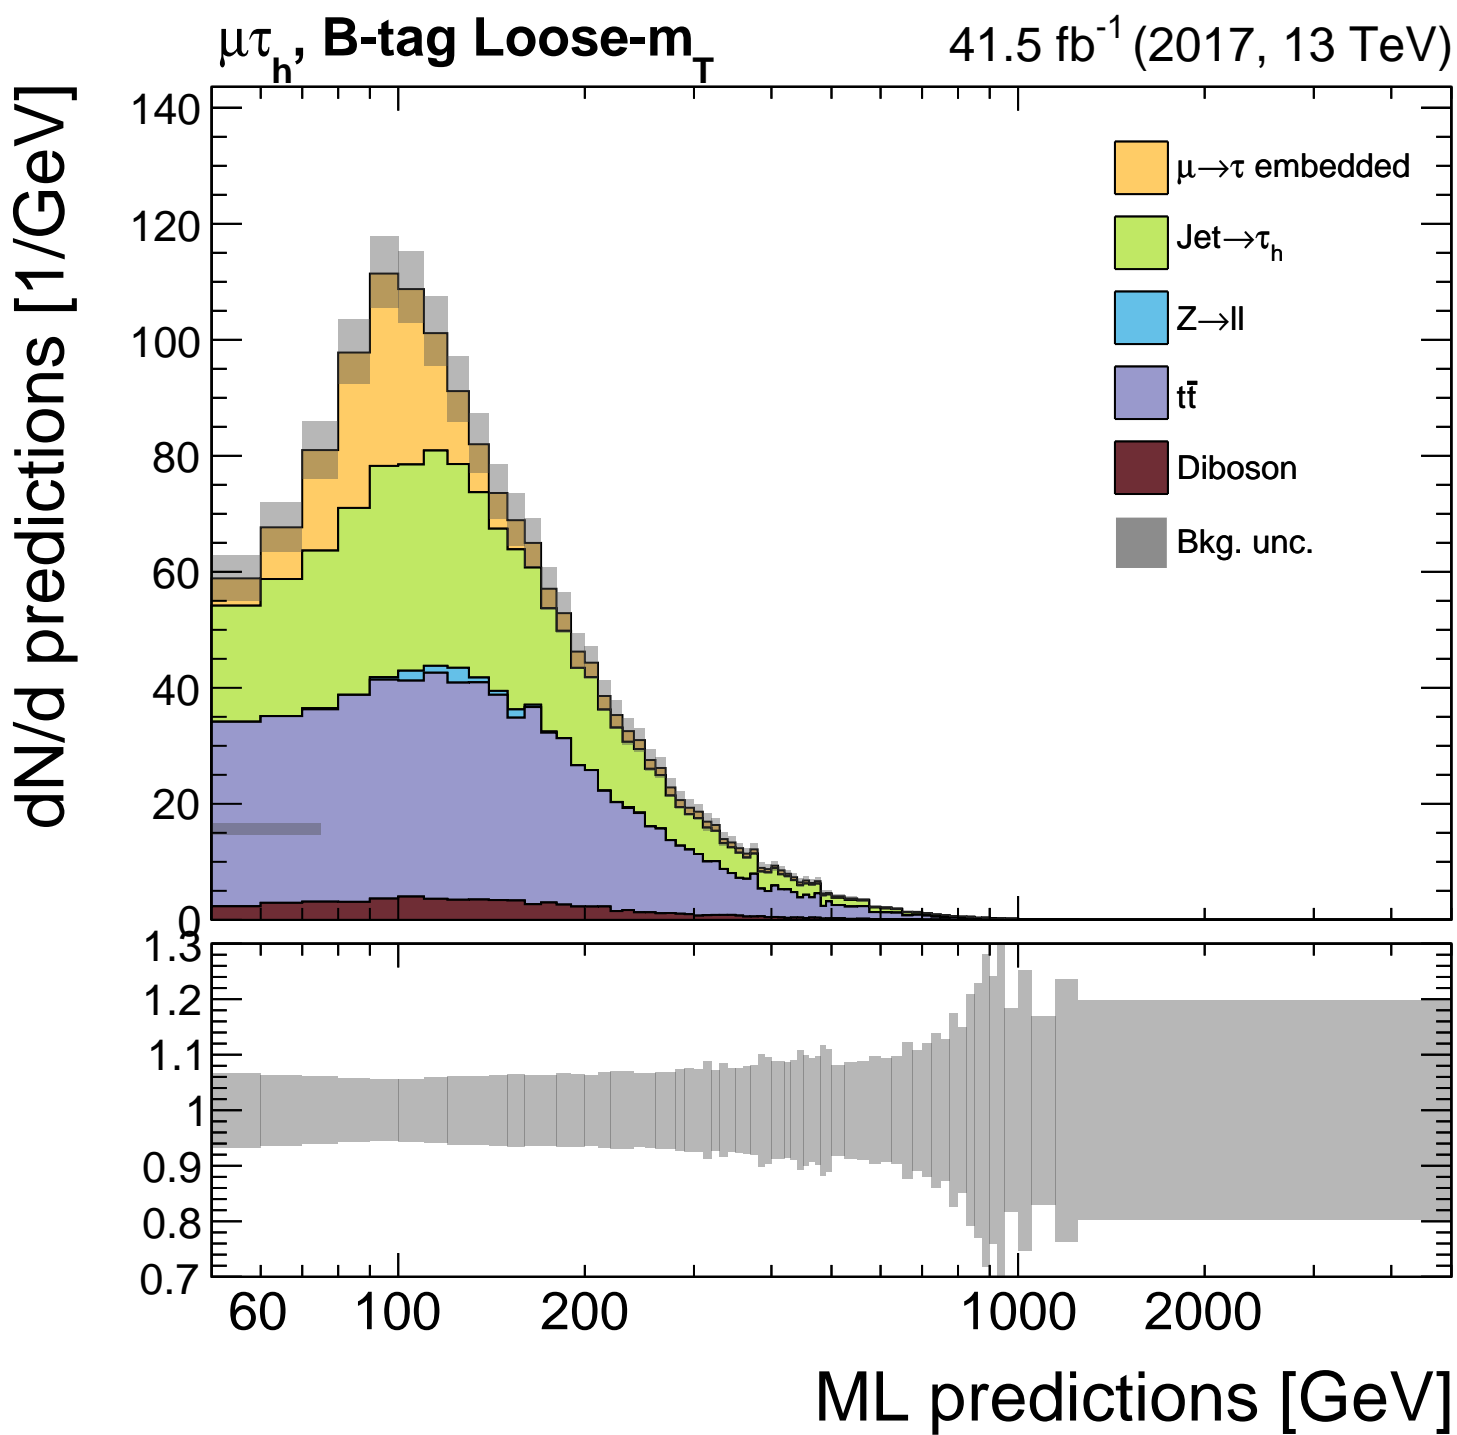 μτh, B-tag Loose-mT
41.5 fb-1 (2017, 13 TeV)
dN/d predictions [1/GeV]
140
120
100
80
60
40
20
0
μ→τ embedded
Jet→τh
Z→ll
tt̄
Diboson
Bkg. unc.
1.3
1.2
1.1
1
0.9
0.8
0.7
60 100 200 1000 2000
ML predictions [GeV]